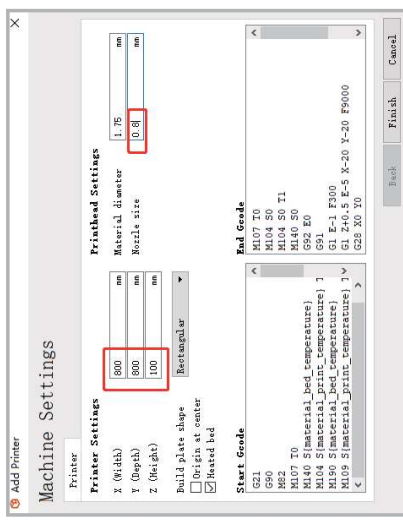 Add Printer
Machine Settings
Printer
Printer Settings
X (Width) 800 mm
Y (Depth) 800 mm
Z (Height) 100 mm
Build plate shape Rectangular
Origin at center
Heated bed
Printhead Settings
Material diameter 1.75 mm
Nozzle size 0.8 mm
Start Gcode
G21
G90
M82
M107 T0
M140 S{material_bed_temperature}
M104 S{material_print_temperature} T
M190 S{material_bed_temperature}
M109 S{material_print_temperature} T
End Gcode
M107 T0
M104 S0
M104 S0 T1
M140 S0
G92 E0
G91
G1 E-1 F300
G1 Z+0.5 E-5 X-20 Y-20 F9000
G28 X0 Y0
Back Finish Cancel